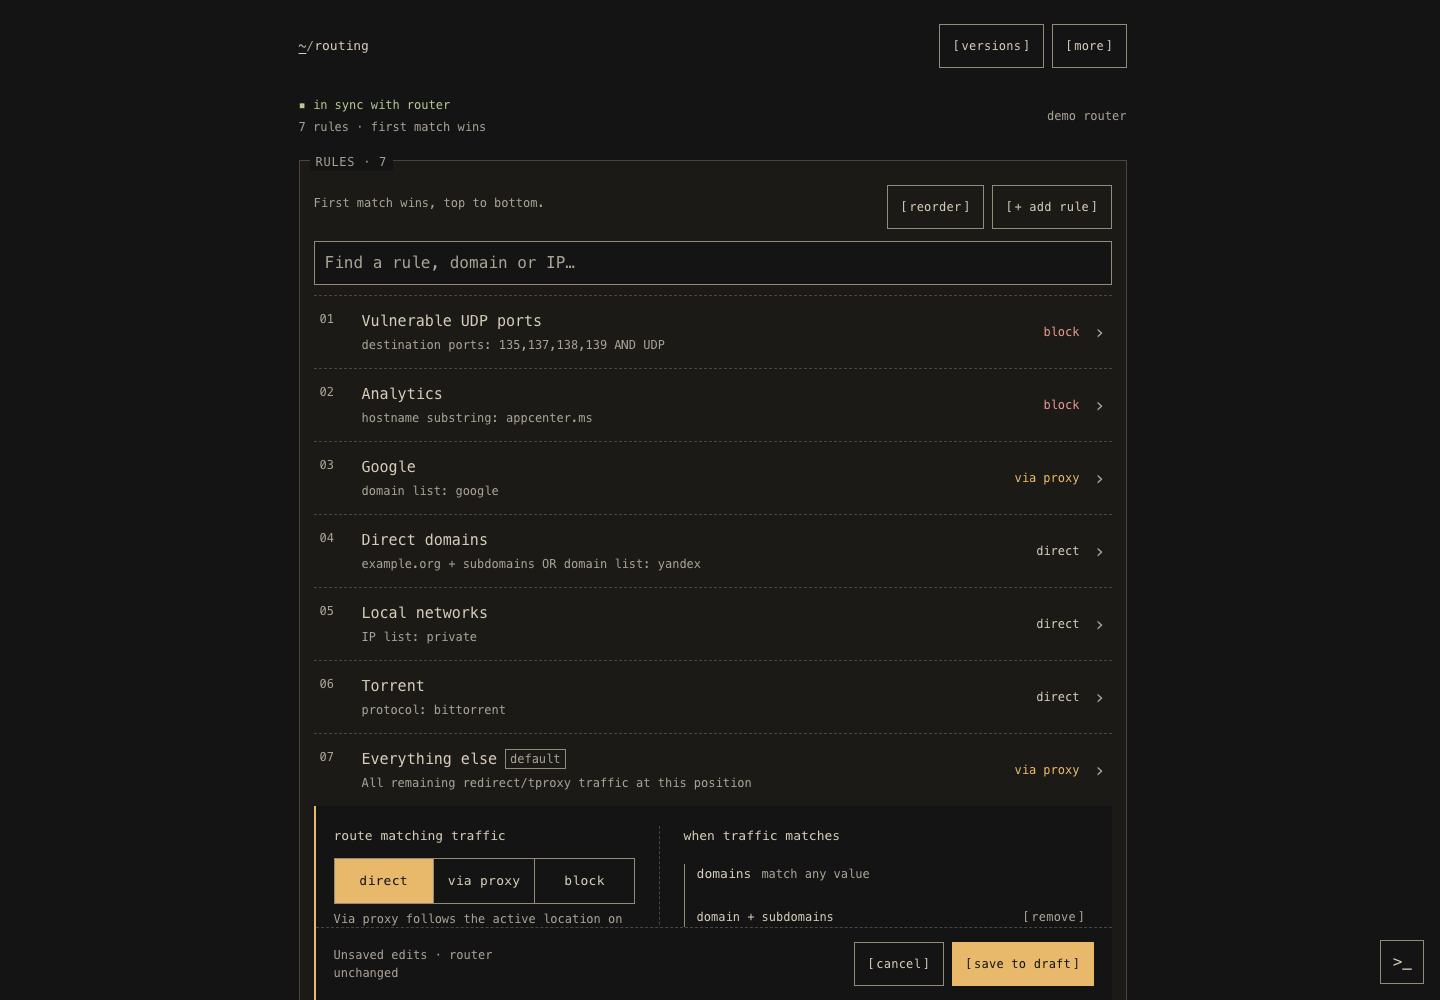 ~/routing
[versions] [more]
▪ in sync with router
7 rules · first match wins
demo router
RULES · 7
First match wins, top to bottom.
[reorder] [+ add rule]
Find a rule, domain or IP…
01 Vulnerable UDP ports
destination ports: 135,137,138,139 AND UDP
block ›
02 Analytics
hostname substring: appcenter.ms
block ›
03 Google
domain list: google
via proxy ›
04 Direct domains
example.org + subdomains OR domain list: yandex
direct ›
05 Local networks
IP list: private
direct ›
06 Torrent
protocol: bittorrent
direct ›
07 Everything else default
All remaining redirect/tproxy traffic at this position
via proxy ›
route matching traffic
direct via proxy block
Via proxy follows the active location on
when traffic matches
domains match any value
domain + subdomains [remove]
Unsaved edits · router
unchanged
[cancel] [save to draft]
>_